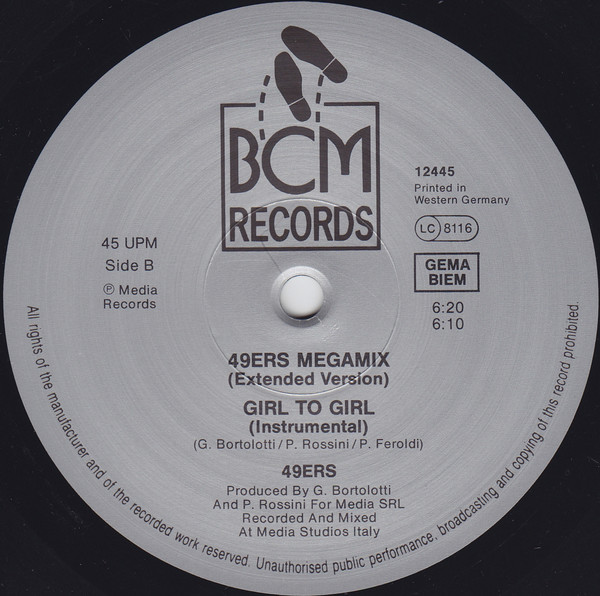 BCM
RECORDS
12445
Printed in
Western Germany
LC 8116
GEMA
BIEM
6:20
6:10
45 UPM
Side B
℗ Media
Records
49ERS MEGAMIX
(Extended Version)
GIRL TO GIRL
(Instrumental)
(G. Bortolotti / P. Rossini / P. Feroldi)
49ERS
Produced By G. Bortolotti
And P. Rossini For Media SRL
Recorded And Mixed
At Media Studios Italy
All rights of the manufacturer and of the recorded work reserved. Unauthorised public performance, broadcasting and copying of this record prohibited.